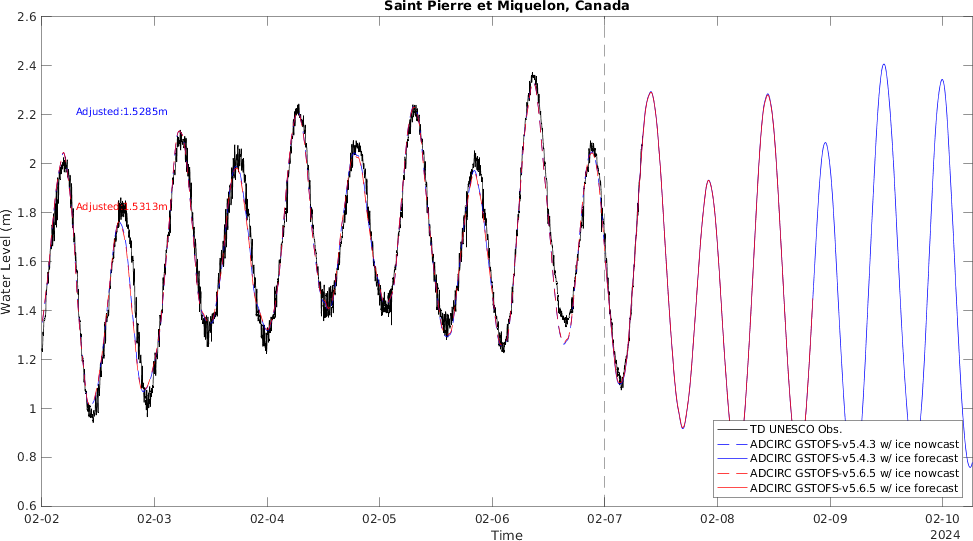 Saint Pierre et Miquelon, Canada
2.6
2.4
2.2
2
1.8
1.6
1.4
1.2
1
0.8
0.6
Water Level (m)
Adjusted:1.5285m
Adjusted:1.5313m
TD UNESCO Obs.
ADCIRC GSTOFS-v5.4.3 w/ ice nowcast
ADCIRC GSTOFS-v5.4.3 w/ ice forecast
ADCIRC GSTOFS-v5.6.5 w/ ice nowcast
ADCIRC GSTOFS-v5.6.5 w/ ice forecast
02-02 02-03 02-04 02-05 02-06 02-07 02-08 02-09 02-10
2024
Time